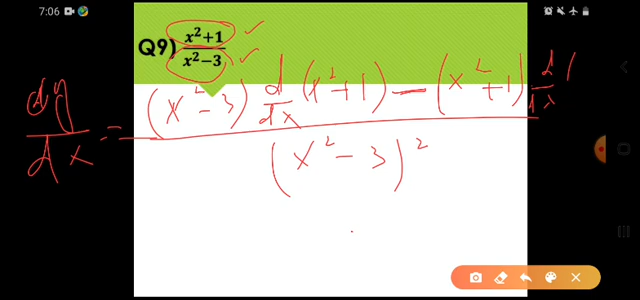 7:06
Q9) x²+1 / x²−3
dy/dx = (x²−3) d/dx (x²+1) − (x²+1) d/dx (
(x²−3)²